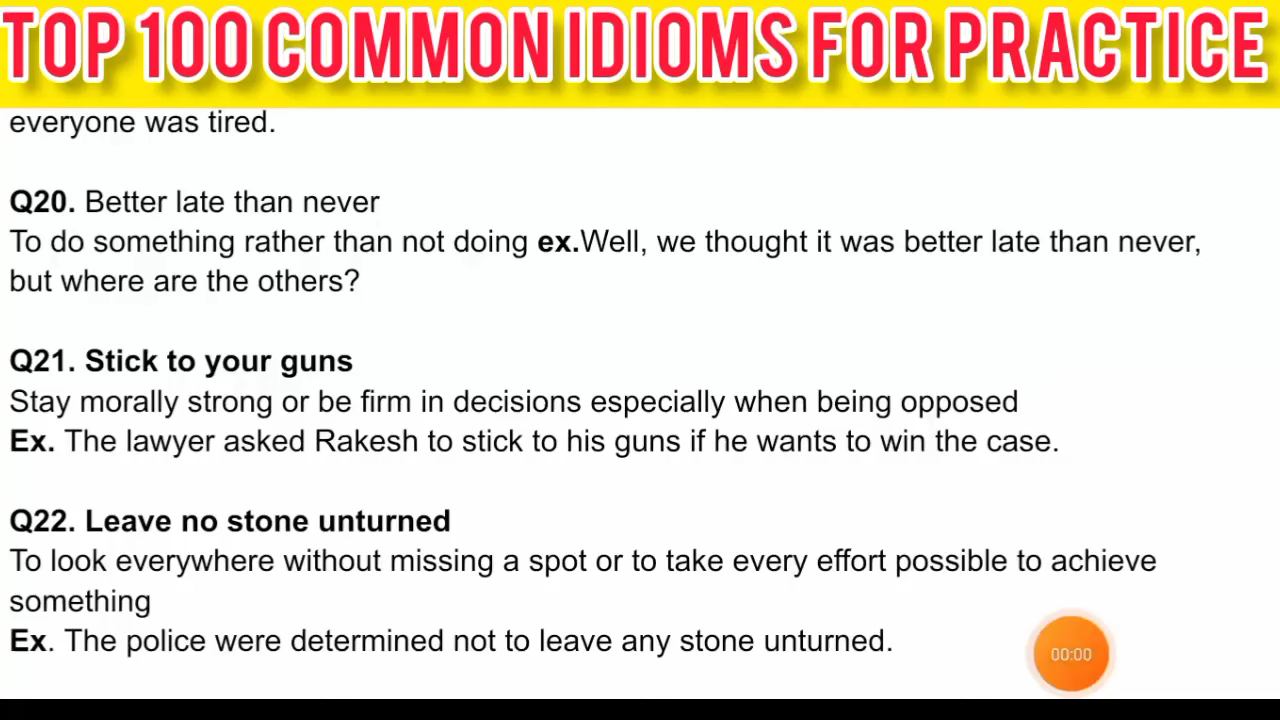 TOP 100 COMMON IDIOMS FOR PRACTICE
everyone was tired.
Q20. Better late than never
To do something rather than not doing ex.Well, we thought it was better late than never,
but where are the others?
Q21. Stick to your guns
Stay morally strong or be firm in decisions especially when being opposed
Ex. The lawyer asked Rakesh to stick to his guns if he wants to win the case.
Q22. Leave no stone unturned
To look everywhere without missing a spot or to take every effort possible to achieve
something
Ex. The police were determined not to leave any stone unturned.
00:00